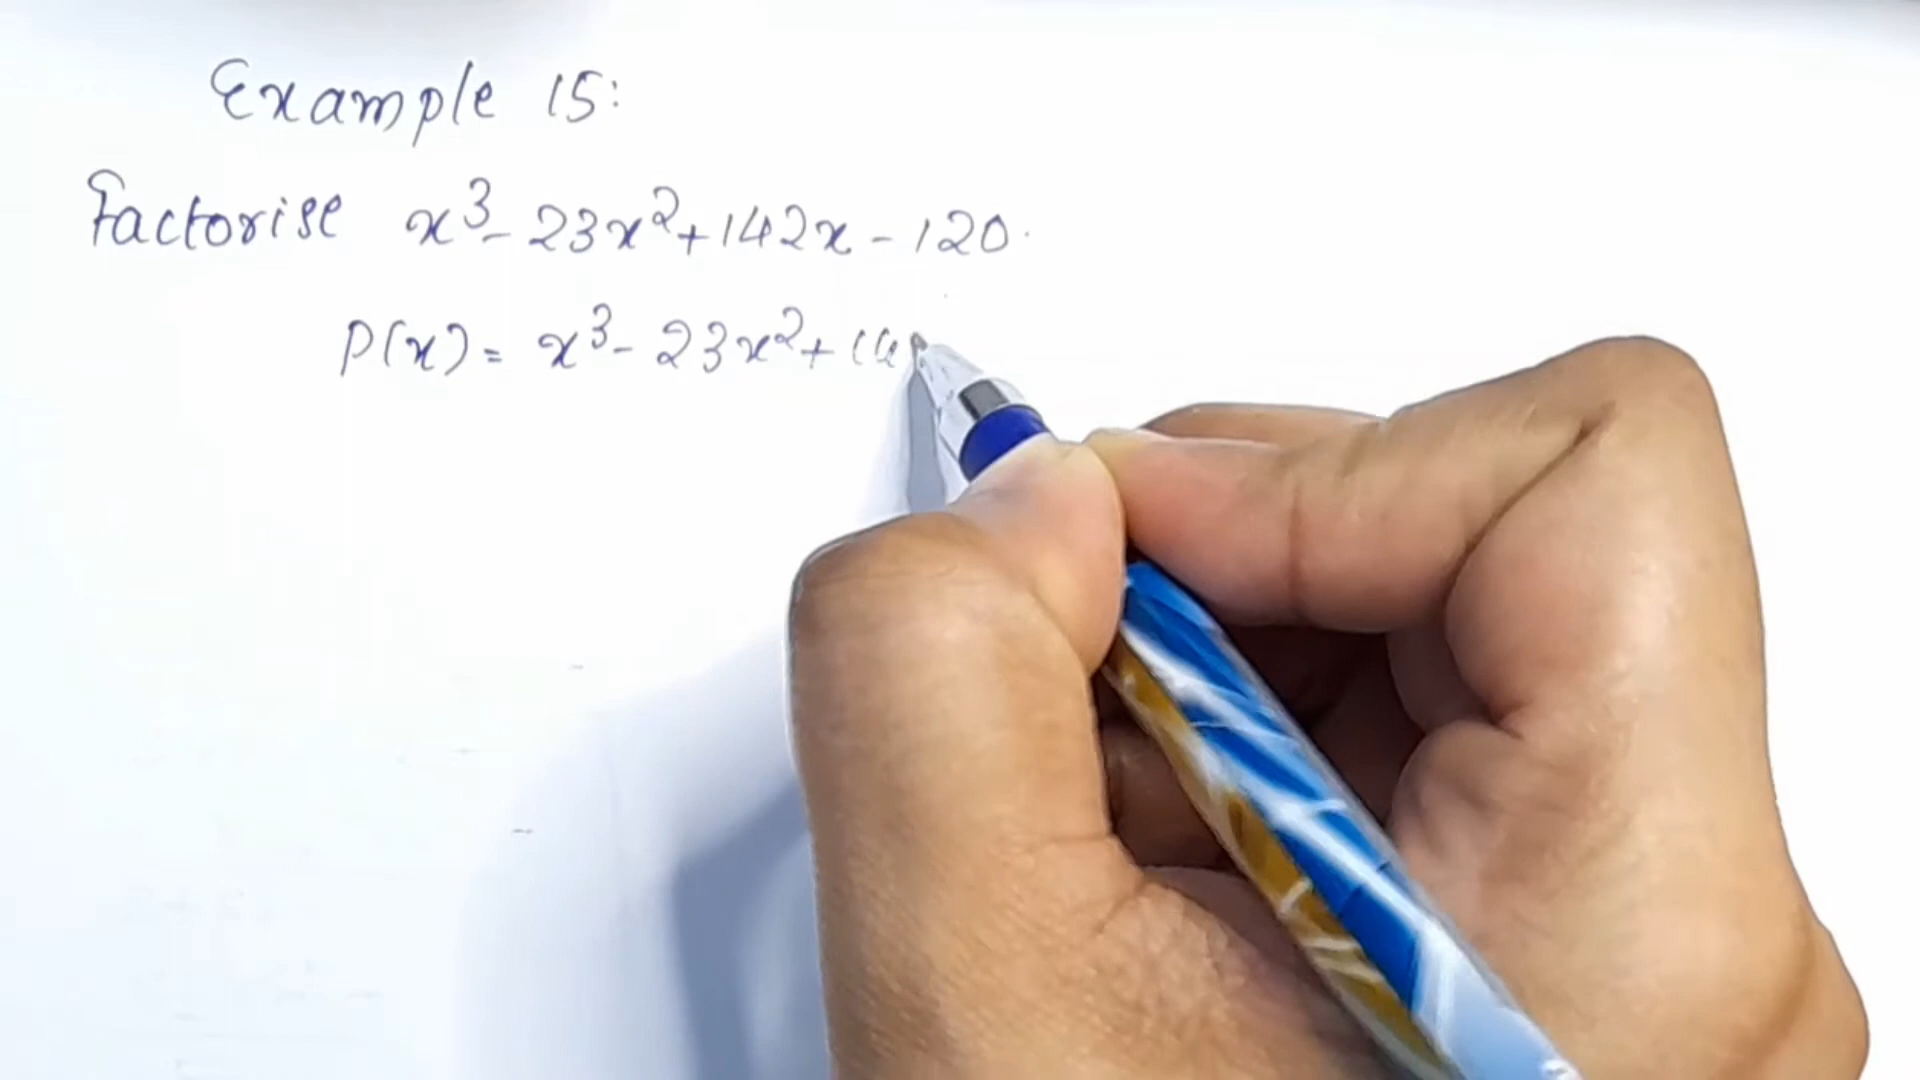 Example 15:
Factorise x³- 23x²+142x - 120.
P(x) = x³- 23x²+ 14